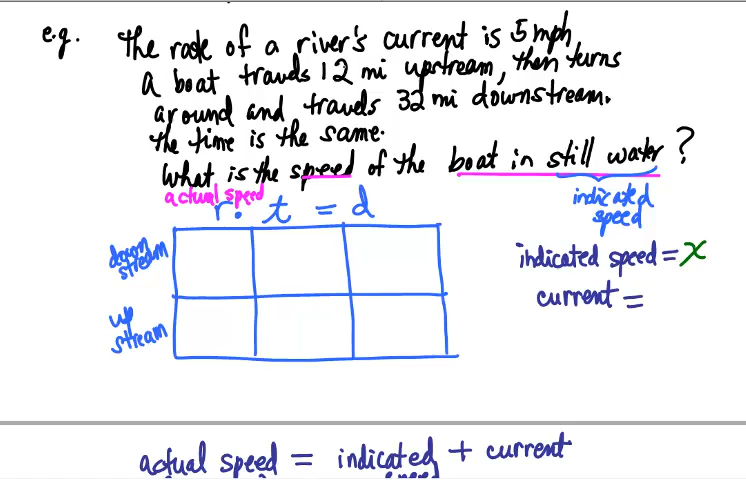 e.g. The rate of a river's current is 5 mph,
A boat travels 12 mi upstream, then turns
around and travels 32 mi downstream.
the time is the same.
What is the speed of the boat in still water?
actual speed
indicated speed
r · t = d
down stream
up stream
indicated speed = x
current =
actual speed = indicated speed + current